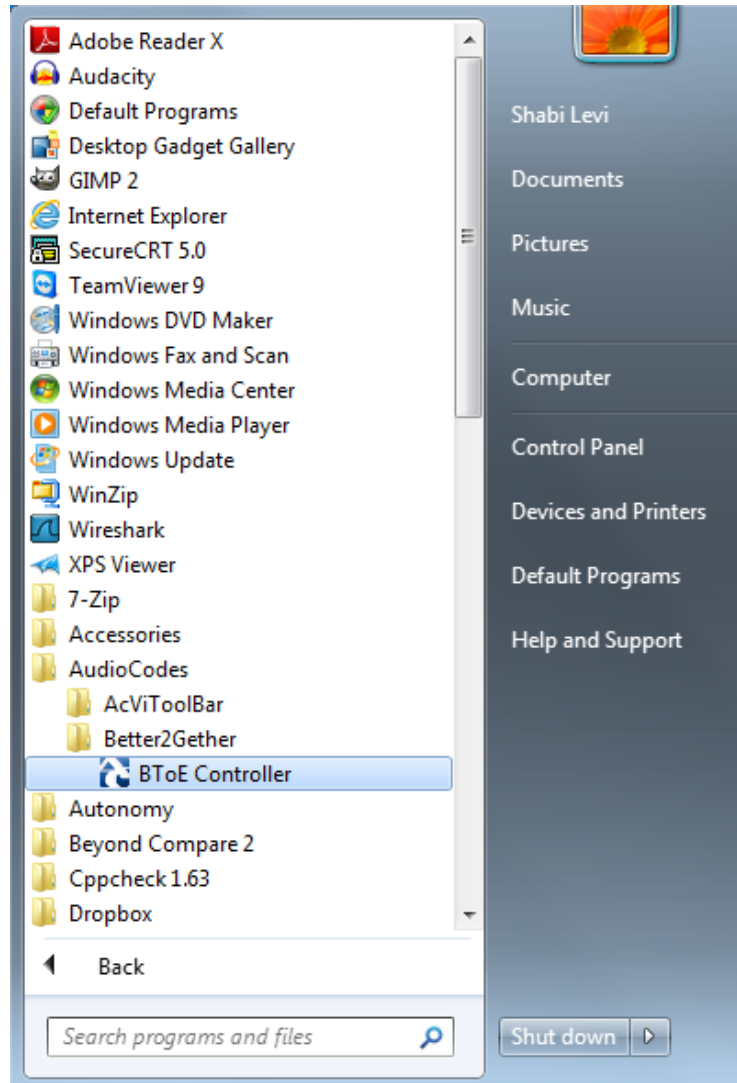 Adobe Reader X
Audacity
Default Programs
Desktop Gadget Gallery
GIMP 2
Internet Explorer
SecureCRT 5.0
TeamViewer 9
Windows DVD Maker
Windows Fax and Scan
Windows Media Center
Windows Media Player
Windows Update
WinZip
Wireshark
XPS Viewer
7-Zip
Accessories
AudioCodes
AcViToolBar
Better2Gether
BToE Controller
Autonomy
Beyond Compare 2
Cppcheck 1.63
Dropbox
Back
Search programs and files
Shabi Levi
Documents
Pictures
Music
Computer
Control Panel
Devices and Printers
Default Programs
Help and Support
Shut down